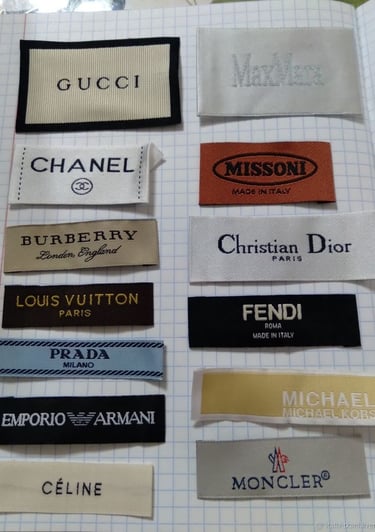 GUCCI
CHANEL
BURBERRY
London, England
LOUIS VUITTON
PARIS
PRADA
MILANO
EMPORIO ARMANI
CÉLINE
MaxMara
MISSONI
MADE IN ITALY
Christian Dior
PARIS
FENDI
ROMA
MADE IN ITALY
MICHAEL
MICHAEL KORS
MONCLER®